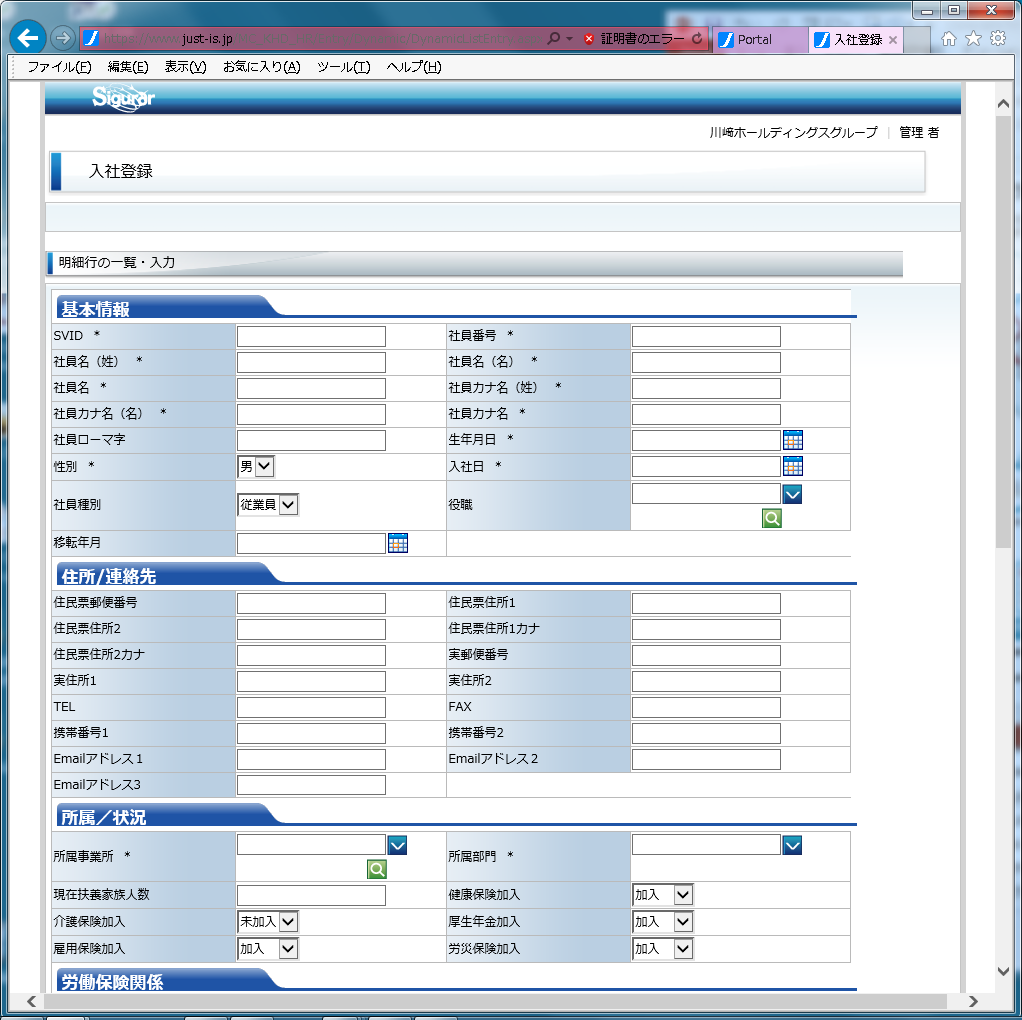 https://www.just-is.jp
証明書のエラー
Portal
入社登録
ファイル(F) 編集(E) 表示(V) お気に入り(A) ツール(T) ヘルプ(H)
Sigurar
川崎ホールディングスグループ | 管理 者
入社登録
明細行の一覧・入力
基本情報
SVID *
社員番号 *
社員名（姓） *
社員名（名） *
社員名 *
社員カナ名（姓） *
社員カナ名（名） *
社員カナ名 *
社員ローマ字
生年月日 *
性別 *
男
入社日 *
社員種別
従業員
役職
移転年月
住所/連絡先
住民票郵便番号
住民票住所1
住民票住所2
住民票住所1カナ
住民票住所2カナ
実郵便番号
実住所1
実住所2
TEL
FAX
携帯番号1
携帯番号2
Emailアドレス１
Emailアドレス２
Emailアドレス3
所属／状況
所属事業所 *
所属部門 *
現在扶養家族人数
健康保険加入
加入
介護保険加入
未加入
厚生年金加入
加入
雇用保険加入
加入
労災保険加入
加入
労働保険関係